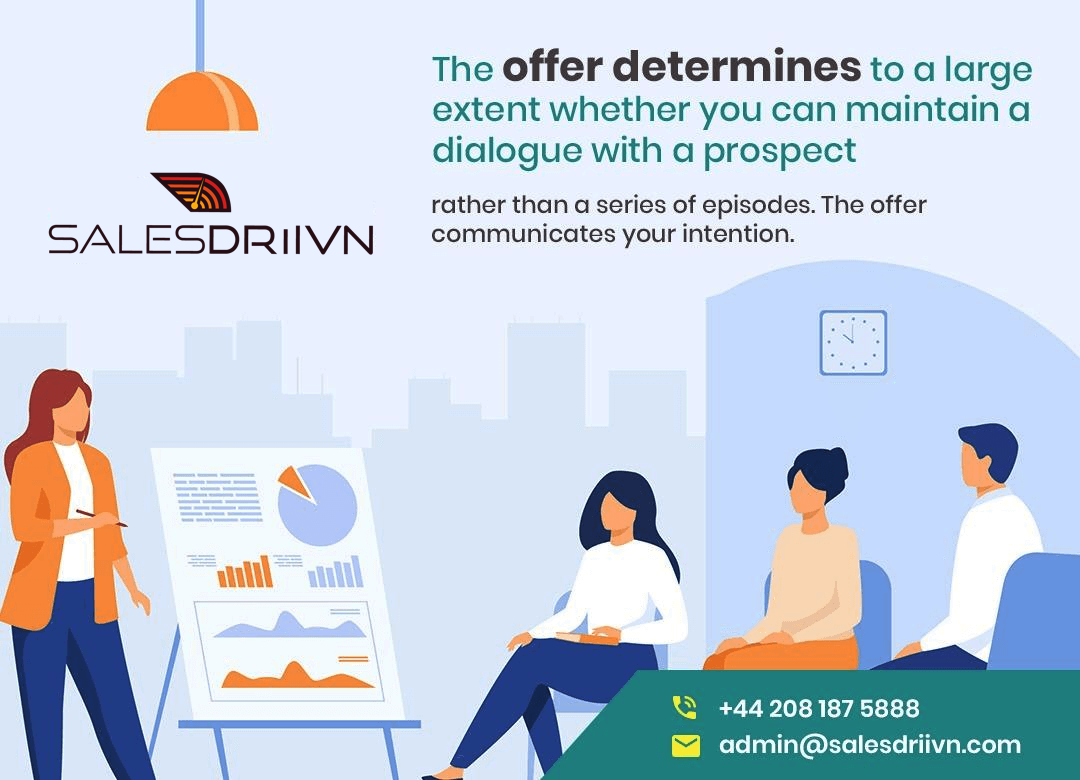 The offer determines to a large
extent whether you can maintain a
dialogue with a prospect
rather than a series of episodes. The offer
communicates your intention.
SALESDRIIVN
+44 208 187 5888
admin@salesdriivn.com